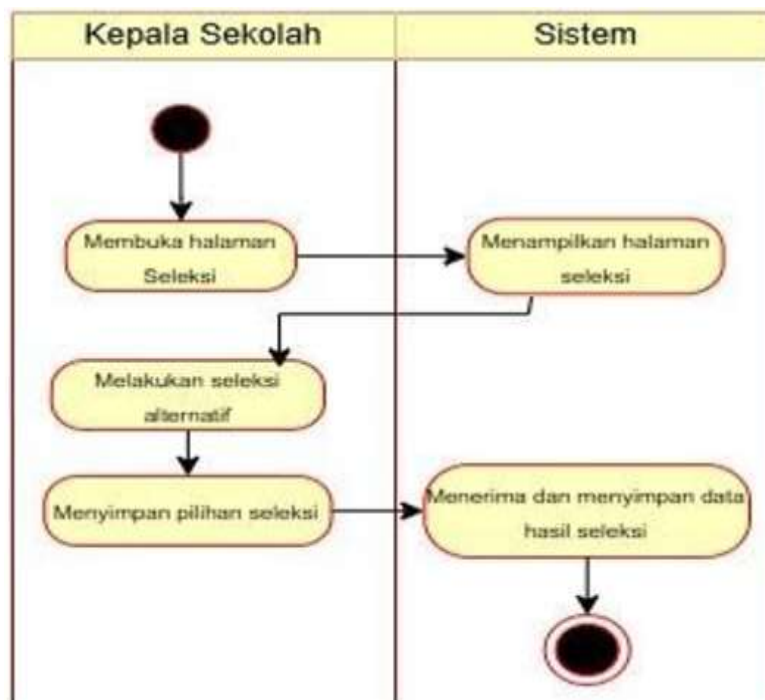 Kepala Sekolah
Sistem
Membuka halaman
Seleksi
Menampilkan halaman
seleksi
Melakukan seleksi
alternatif
Menyimpan pilihan seleksi
Menerima dan menyimpan data
hasil seleksi